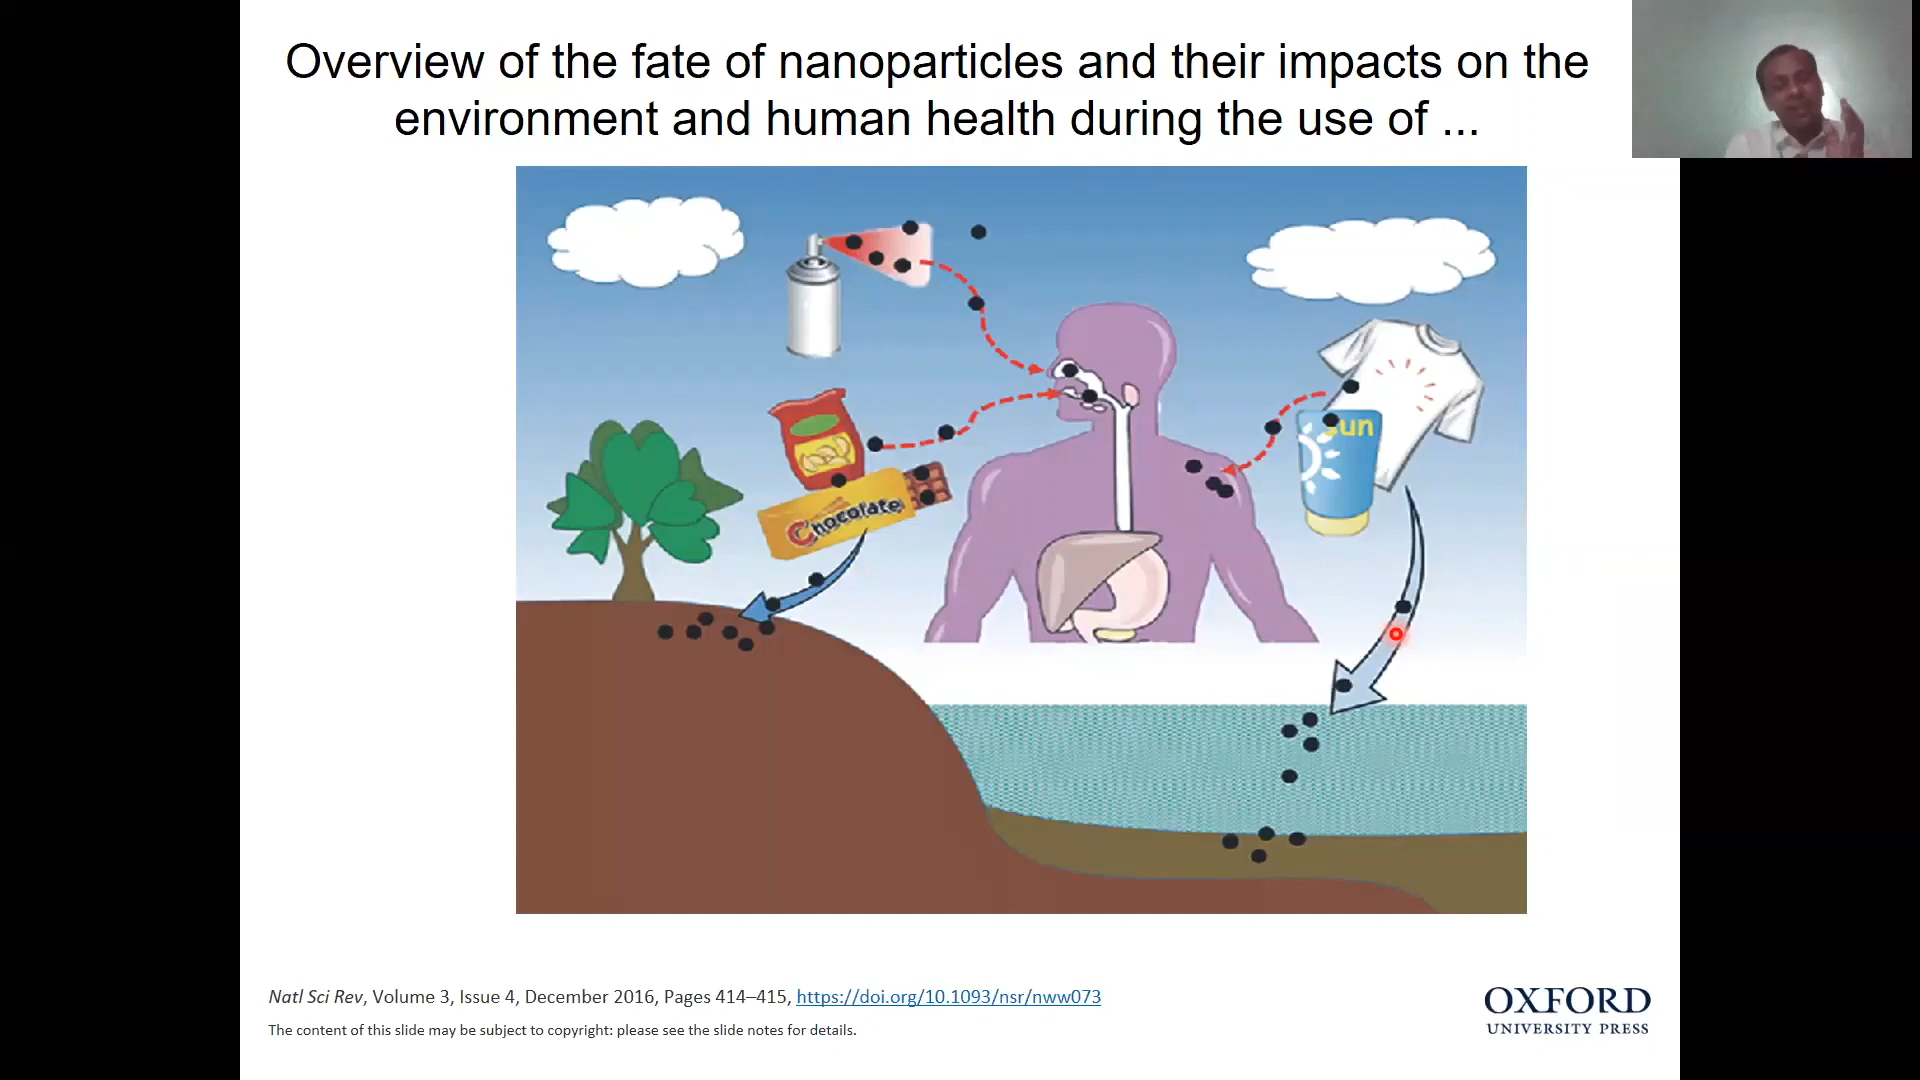 Overview of the fate of nanoparticles and their impacts on the
environment and human health during the use of ...
sun
Chocolate
Natl Sci Rev, Volume 3, Issue 4, December 2016, Pages 414–415, https://doi.org/10.1093/nsr/nww073
The content of this slide may be subject to copyright: please see the slide notes for details.
OXFORD
UNIVERSITY PRESS